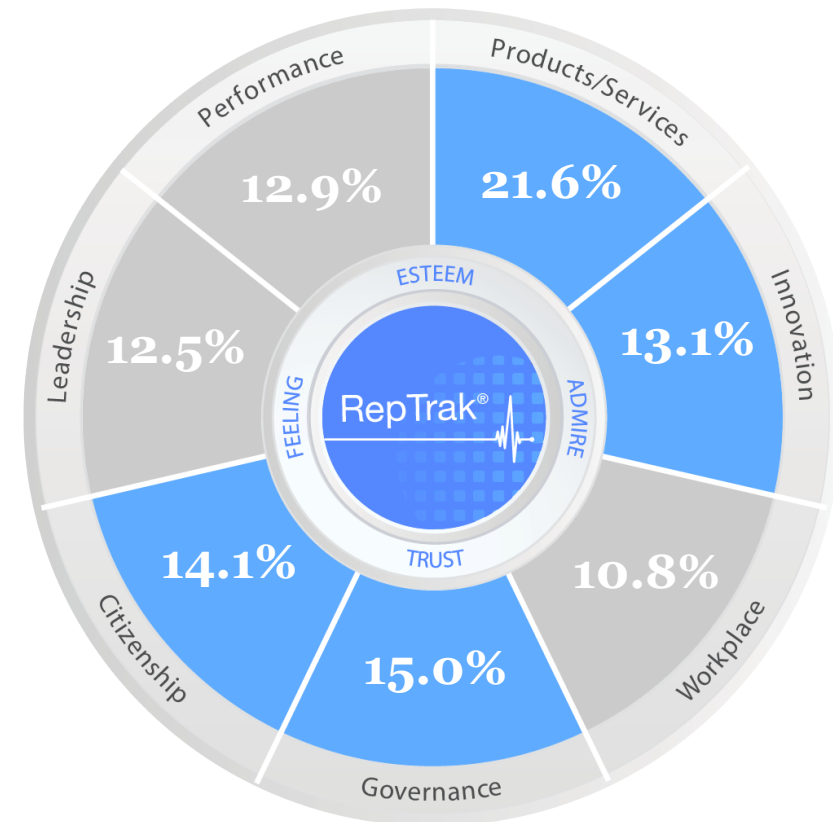 Performance
12.9%
Products/Services
21.6%
Innovation
13.1%
Workplace
10.8%
Governance
15.0%
Citizenship
14.1%
Leadership
12.5%
ESTEEM
ADMIRE
TRUST
FEELING
RepTrak®